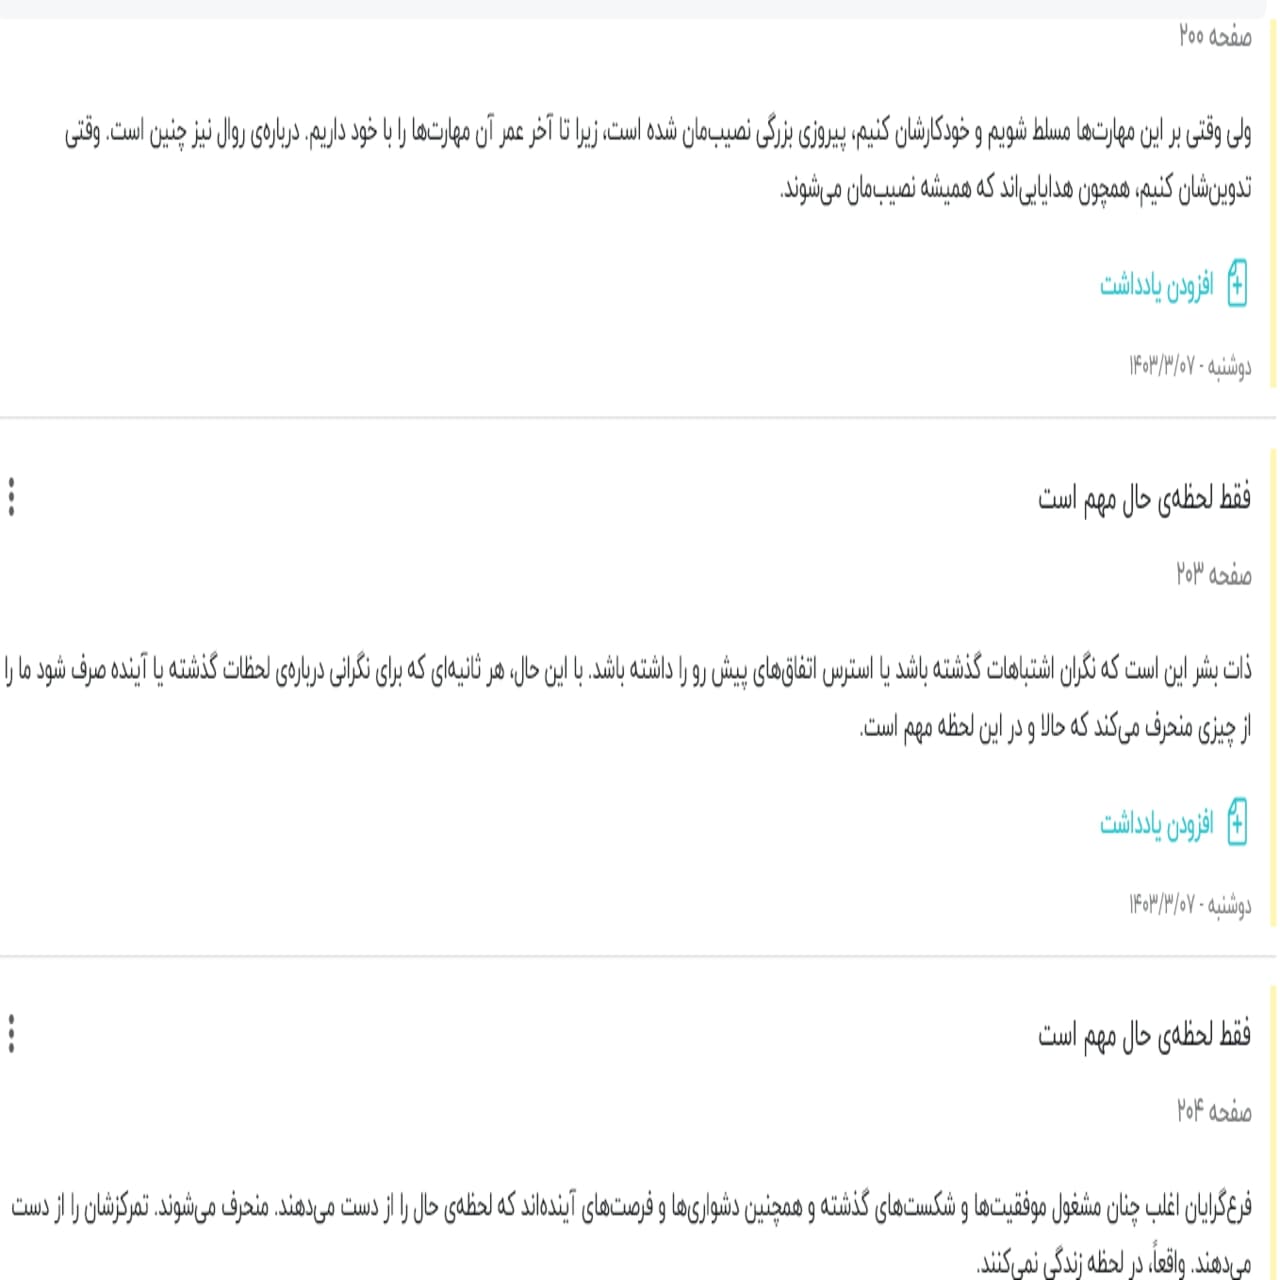 صفحه ۲۰۰
ولی وقتی بر این مهارت‌ها مسلط شویم و خودکارشان کنیم، پیروزی بزرگی نصیب‌مان شده است، زیرا تا آخر عمر آن مهارت‌ها را با خود داریم. درباره‌ی روال نیز چنین است. وقتی
تدوین‌شان کنیم، همچون هدایایی‌اند که همیشه نصیب‌مان می‌شوند.
افزودن یادداشت
دوشنبه - ۱۴۰۳/۳/۰۷
فقط لحظه‌ی حال مهم است
صفحه ۲۰۳
ذات بشر این است که نگران اشتباهات گذشته باشد یا استرس اتفاق‌های پیش رو را داشته باشد. با این حال، هر ثانیه‌ای که برای نگرانی درباره‌ی لحظات گذشته یا آینده صرف شود ما را
از چیزی منحرف می‌کند که حالا و در این لحظه مهم است.
افزودن یادداشت
دوشنبه - ۱۴۰۳/۳/۰۷
فقط لحظه‌ی حال مهم است
صفحه ۲۰۴
فرع‌گرایان اغلب چنان مشغول موفقیت‌ها و شکست‌های گذشته و همچنین دشواری‌ها و فرصت‌های آینده‌اند که لحظه‌ی حال را از دست می‌دهند. منحرف می‌شوند. تمرکزشان را از دست
می‌دهند. واقعاً، در لحظه زندگی نمی‌کنند.